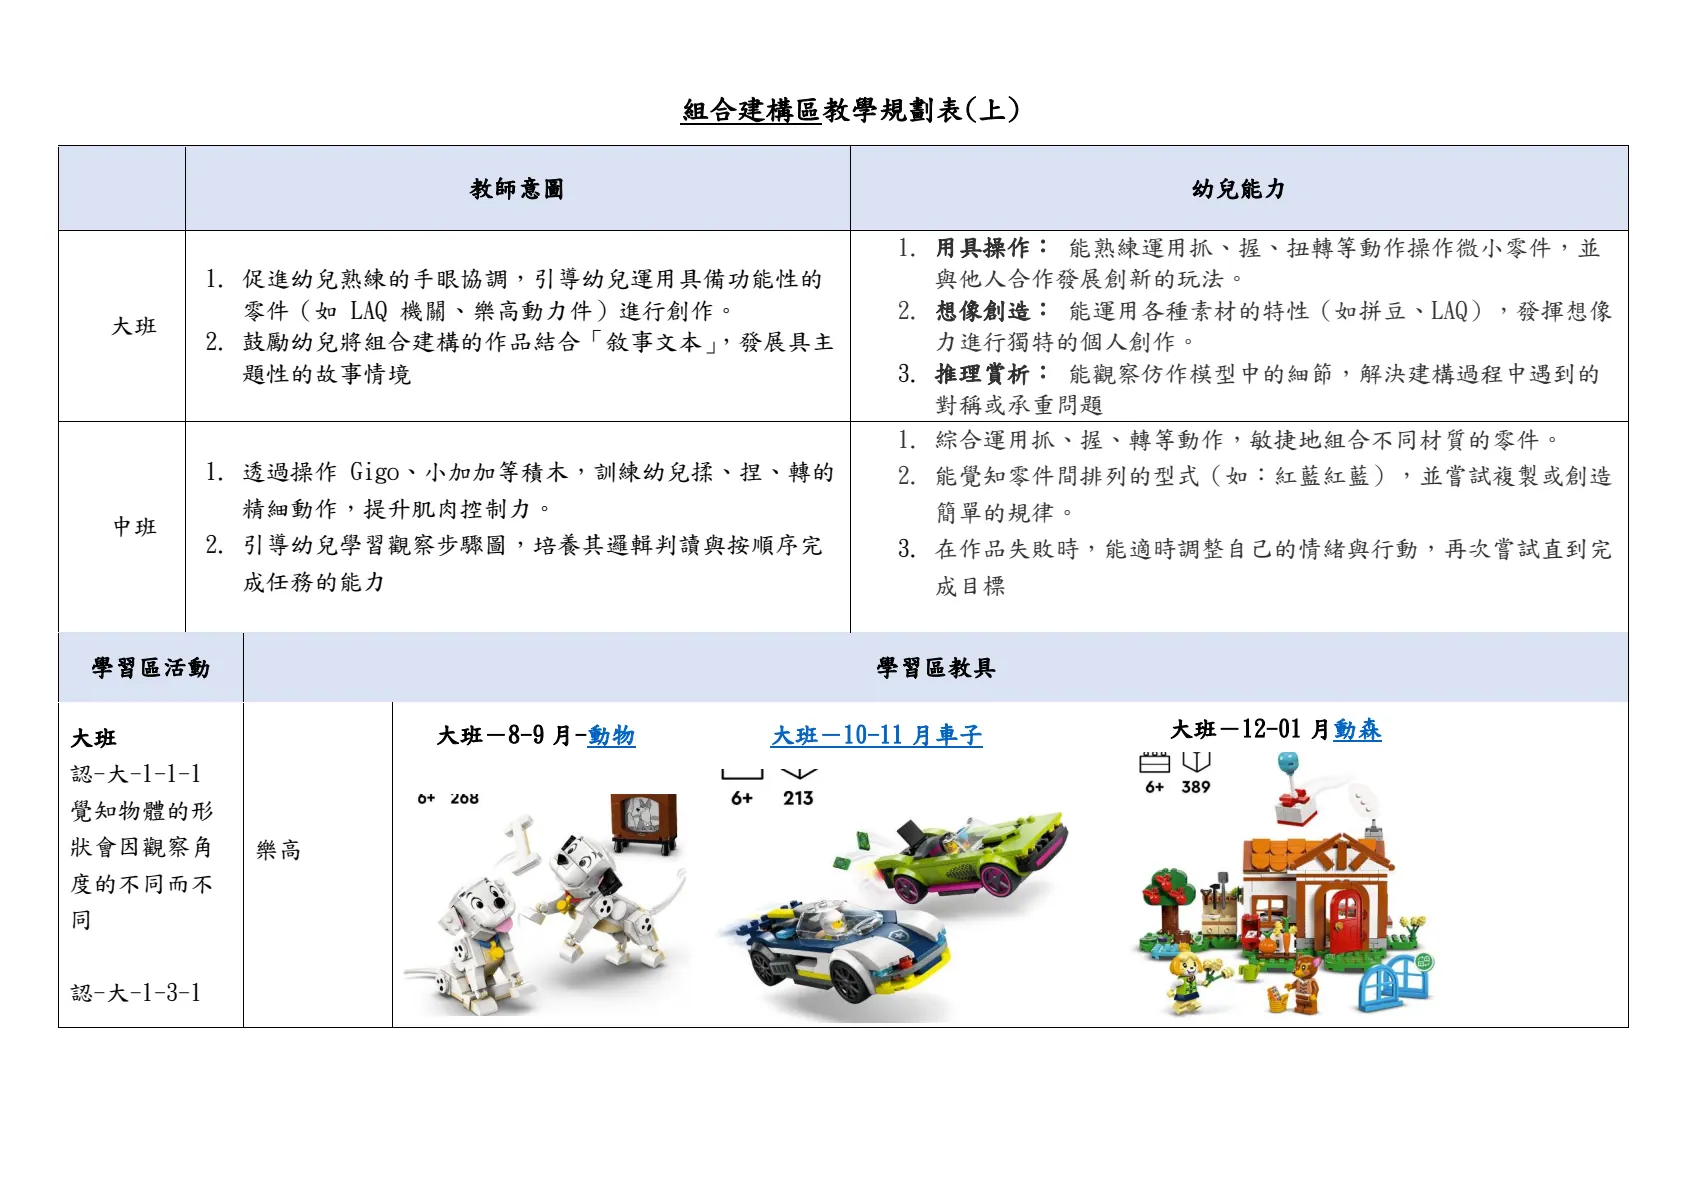 組合建構區教學規劃表(上)
教師意圖
幼兒能力
大班
1. 促進幼兒熟練的手眼協調，引導幼兒運用具備功能性的
零件（如 LAQ 機關、樂高動力件）進行創作。
2. 鼓勵幼兒將組合建構的作品結合「敘事文本」，發展具主
題性的故事情境
1. 用具操作： 能熟練運用抓、握、扭轉等動作操作微小零件，並
與他人合作發展創新的玩法。
2. 想像創造： 能運用各種素材的特性（如拼豆、LAQ），發揮想像
力進行獨特的個人創作。
3. 推理賞析： 能觀察仿作模型中的細節，解決建構過程中遇到的
對稱或承重問題
中班
1. 透過操作 Gigo、小加加等積木，訓練幼兒揉、捏、轉的
精細動作，提升肌肉控制力。
2. 引導幼兒學習觀察步驟圖，培養其邏輯判讀與按順序完
成任務的能力
1. 綜合運用抓、握、轉等動作，敏捷地組合不同材質的零件。
2. 能覺知零件間排列的型式（如：紅藍紅藍），並嘗試複製或創造
簡單的規律。
3. 在作品失敗時，能適時調整自己的情緒與行動，再次嘗試直到完
成目標
學習區活動
學習區教具
大班
認-大-1-1-1
覺知物體的形
狀會因觀察角
度的不同而不
同
認-大-1-3-1
樂高
大班－8-9 月-動物
6+ 268
大班－10-11 月車子
6+ 213
大班－12-01 月動森
6+ 389